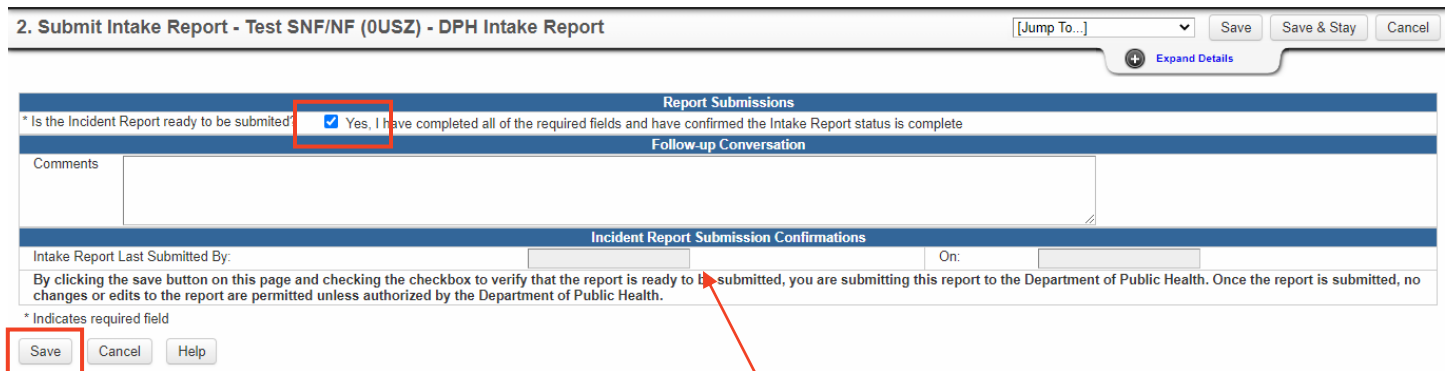 2. Submit Intake Report - Test SNF/NF (0USZ) - DPH Intake Report
[Jump To...]
Save
Save & Stay
Cancel
Expand Details
Report Submissions
* Is the Incident Report ready to be submited?
Yes, I have completed all of the required fields and have confirmed the Intake Report status is complete
Follow-up Conversation
Comments
Incident Report Submission Confirmations
Intake Report Last Submitted By:
On:
By clicking the save button on this page and checking the checkbox to verify that the report is ready to be submitted, you are submitting this report to the Department of Public Health. Once the report is submitted, no
changes or edits to the report are permitted unless authorized by the Department of Public Health.
* Indicates required field
Save
Cancel
Help